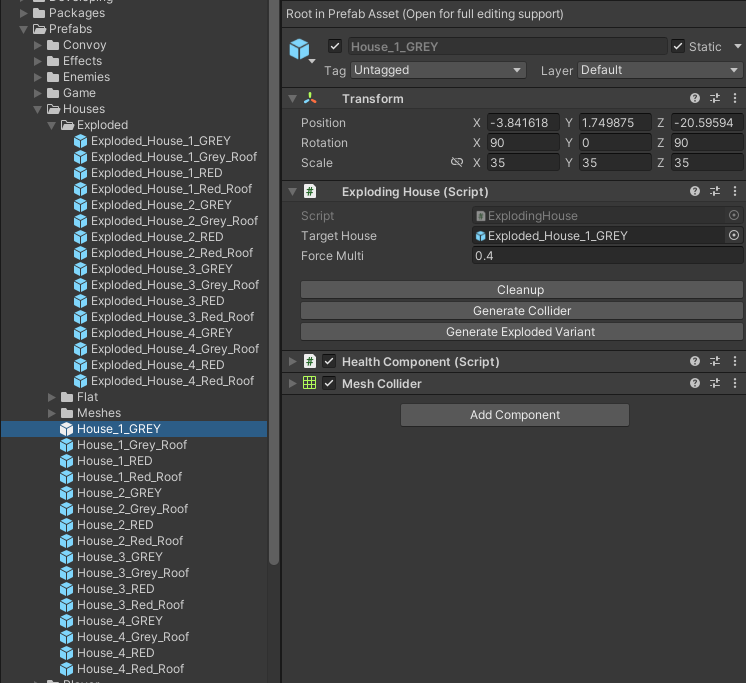 Packages
Prefabs
Convoy
Effects
Enemies
Game
Houses
Exploded
Exploded_House_1_GREY
Exploded_House_1_Grey_Roof
Exploded_House_1_RED
Exploded_House_1_Red_Roof
Exploded_House_2_GREY
Exploded_House_2_Grey_Roof
Exploded_House_2_RED
Exploded_House_2_Red_Roof
Exploded_House_3_GREY
Exploded_House_3_Grey_Roof
Exploded_House_3_RED
Exploded_House_3_Red_Roof
Exploded_House_4_GREY
Exploded_House_4_Grey_Roof
Exploded_House_4_RED
Exploded_House_4_Red_Roof
Flat
Meshes
House_1_GREY
House_1_Grey_Roof
House_1_RED
House_1_Red_Roof
House_2_GREY
House_2_Grey_Roof
House_2_RED
House_2_Red_Roof
House_3_GREY
House_3_Grey_Roof
House_3_RED
House_3_Red_Roof
House_4_GREY
House_4_Grey_Roof
House_4_RED
House_4_Red_Roof
Root in Prefab Asset (Open for full editing support)
House_1_GREY Static
Tag Untagged Layer Default
Transform
Position X -3.841618 Y 1.749875 Z -20.59594
Rotation X 90 Y 0 Z 90
Scale X 35 Y 35 Z 35
# Exploding House (Script)
Script ExplodingHouse
Target House Exploded_House_1_GREY
Force Multi 0.4
Cleanup
Generate Collider
Generate Exploded Variant
# Health Component (Script)
Mesh Collider
Add Component